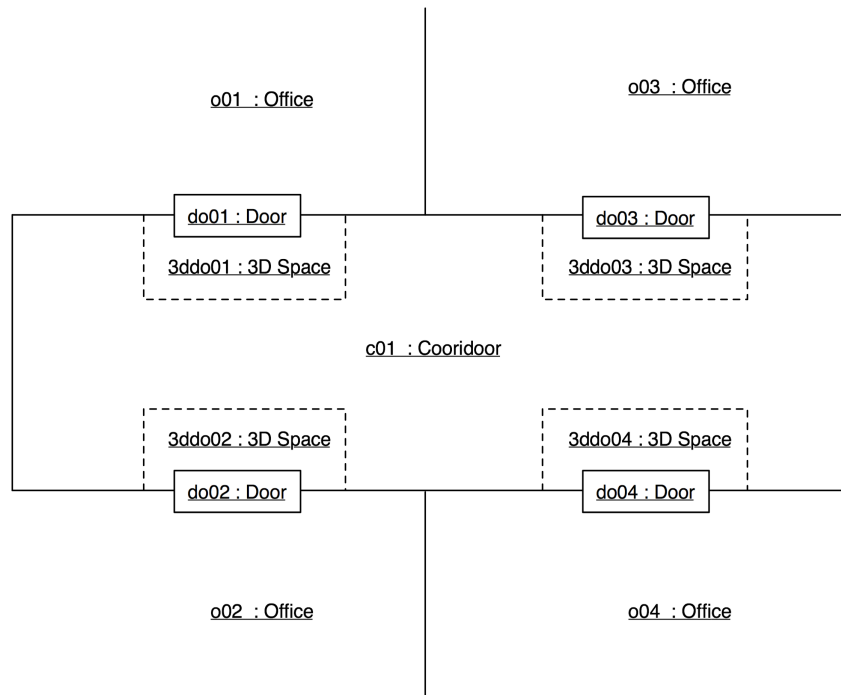 o01 : Office
o03 : Office
do01 : Door
do03 : Door
3ddo01 : 3D Space
3ddo03 : 3D Space
c01 : Cooridoor
3ddo02 : 3D Space
3ddo04 : 3D Space
do02 : Door
do04 : Door
o02 : Office
o04 : Office